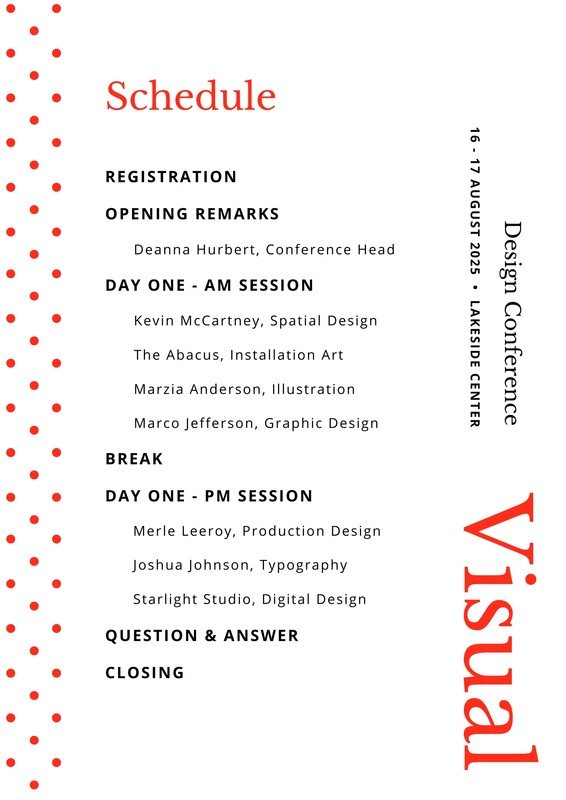 Schedule
REGISTRATION
OPENING REMARKS
Deanna Hurbert, Conference Head
DAY ONE - AM SESSION
Kevin McCartney, Spatial Design
The Abacus, Installation Art
Marzia Anderson, Illustration
Marco Jefferson, Graphic Design
BREAK
DAY ONE - PM SESSION
Merle Leeroy, Production Design
Joshua Johnson, Typography
Starlight Studio, Digital Design
QUESTION & ANSWER
CLOSING
Visual
Design Conference
16 - 17 AUGUST 2025 • LAKESIDE CENTER